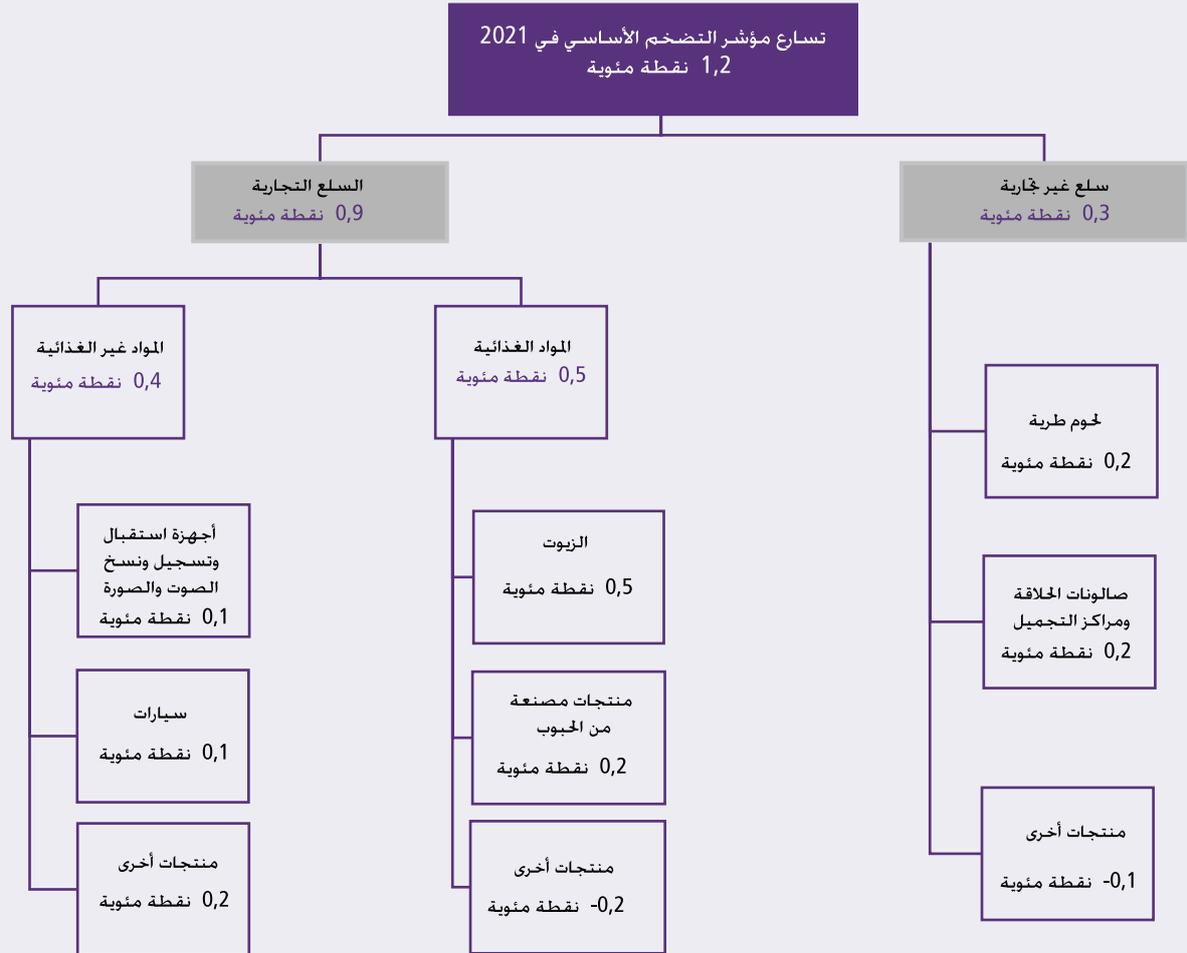 تسارع مؤشر التضخم الأساسي في 2021
1,2 نقطة مئوية
سلع غير تجارية
0,3 نقطة مئوية
لحوم طرية
0,2 نقطة مئوية
صالونات الحلاقة
ومراكز التجميل
0,2 نقطة مئوية
منتجات أخرى
-0,1 نقطة مئوية
السلع التجارية
0,9 نقطة مئوية
المواد الغذائية
0,5 نقطة مئوية
الزيوت
0,5 نقطة مئوية
منتجات مصنعة
من الحبوب
0,2 نقطة مئوية
منتجات أخرى
-0,2 نقطة مئوية
المواد غير الغذائية
0,4 نقطة مئوية
أجهزة استقبال
وتسجيل ونسخ
الصوت والصورة
0,1 نقطة مئوية
سيارات
0,1 نقطة مئوية
منتجات أخرى
0,2 نقطة مئوية